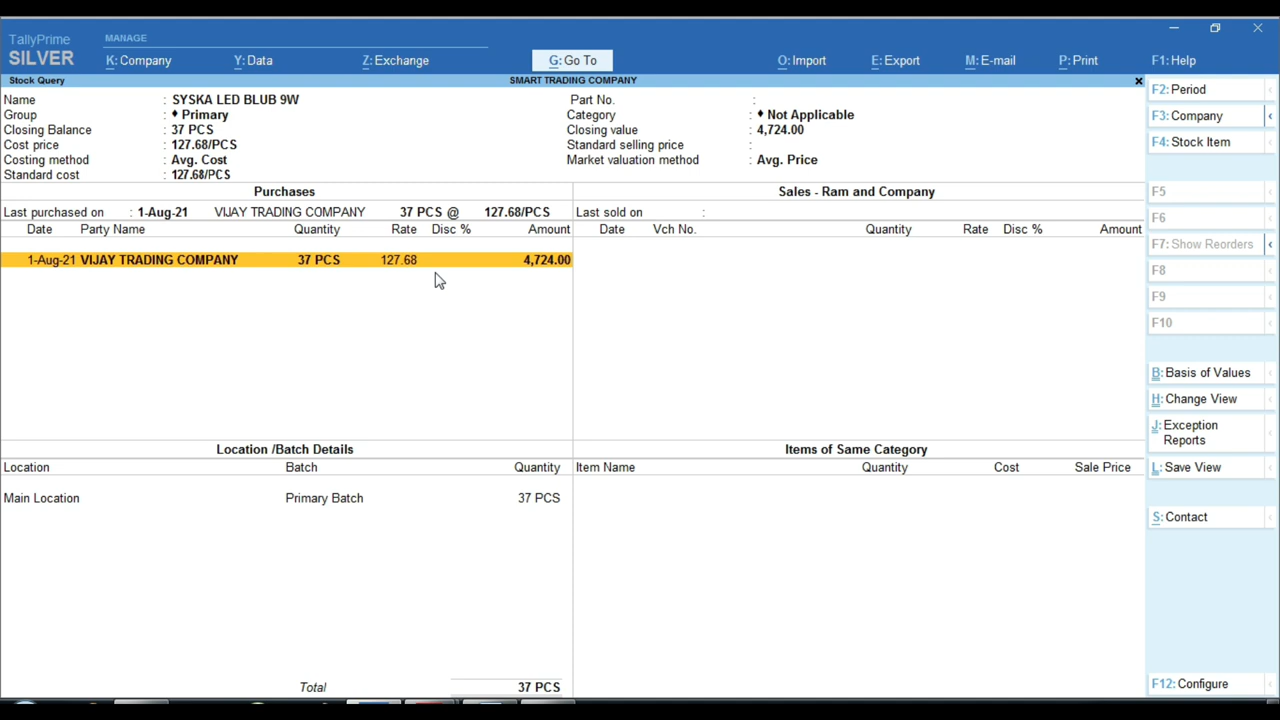 TallyPrime
SILVER
MANAGE
K: Company Y: Data Z: Exchange G: Go To O: Import E: Export M: E-mail P: Print F1: Help
Stock Query SMART TRADING COMPANY
Name : SYSKA LED BLUB 9W Part No. :
Group : ♦ Primary Category : ♦ Not Applicable
Closing Balance : 37 PCS Closing value : 4,724.00
Cost price : 127.68/PCS Standard selling price :
Costing method : Avg. Cost Market valuation method : Avg. Price
Standard cost : 127.68/PCS
Purchases Sales - Ram and Company
Last purchased on : 1-Aug-21 VIJAY TRADING COMPANY 37 PCS @ 127.68/PCS Last sold on :
Date Party Name Quantity Rate Disc % Amount Date Vch No. Quantity Rate Disc % Amount
1-Aug-21 VIJAY TRADING COMPANY 37 PCS 127.68 4,724.00
Location /Batch Details Items of Same Category
Location Batch Quantity Item Name Quantity Cost Sale Price
Main Location Primary Batch 37 PCS
Total 37 PCS
F2: Period
F3: Company
F4: Stock Item
F5
F6
F7: Show Reorders
F8
F9
F10
B: Basis of Values
H: Change View
J: Exception
Reports
L: Save View
S: Contact
F12: Configure